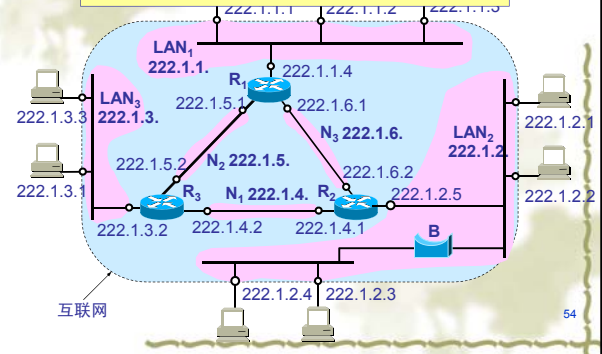 222.1.1.1
222.1.1.2
222.1.1.3
LAN1
222.1.1.
R1
222.1.1.4
222.1.5.1
222.1.6.1
LAN3
222.1.3.
222.1.3.3
N3 222.1.6.
LAN2
222.1.2.
222.1.2.1
222.1.5.2
N2 222.1.5.
222.1.6.2
222.1.3.1
R3
N1 222.1.4.
R2
222.1.2.5
222.1.2.2
222.1.3.2
222.1.4.2
222.1.4.1
B
222.1.2.4
222.1.2.3
互联网
54